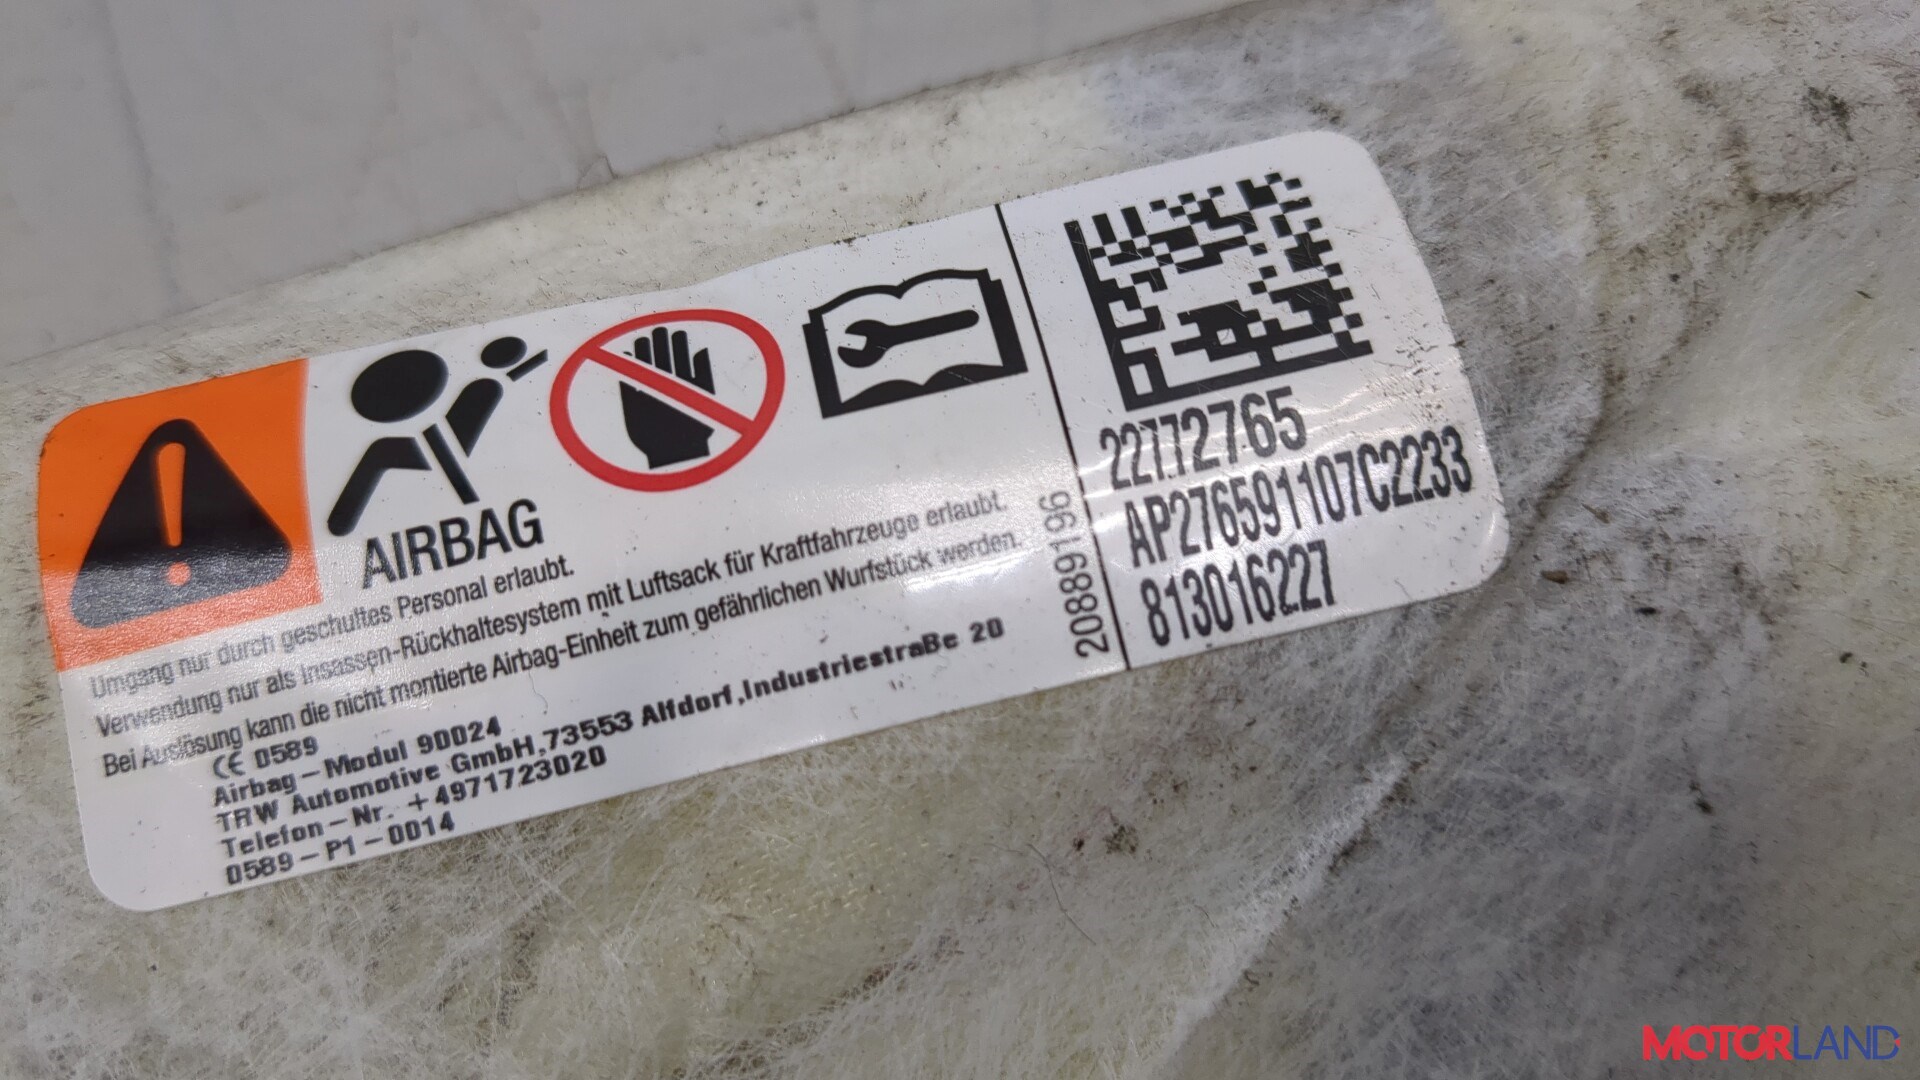 AIRBAG
Umgang nur durch geschultes Personal erlaubt.
Verwendung nur als Insassen-Rückhaltesystem mit Luftsack für Kraftfahrzeuge erlaubt.
Bei Auslösung kann die nicht montierte Airbag-Einheit zum gefährlichen Wurfstück werden.
CE 0589
Airbag-Modul 90024
TRW Automotive GmbH,73553 Alfdorf,Industriestraße 20
Telefon-Nr. +4971723020
0589-P1-0014
20889196
22772765
AP276591107C2233
813016227
MOTORLAND